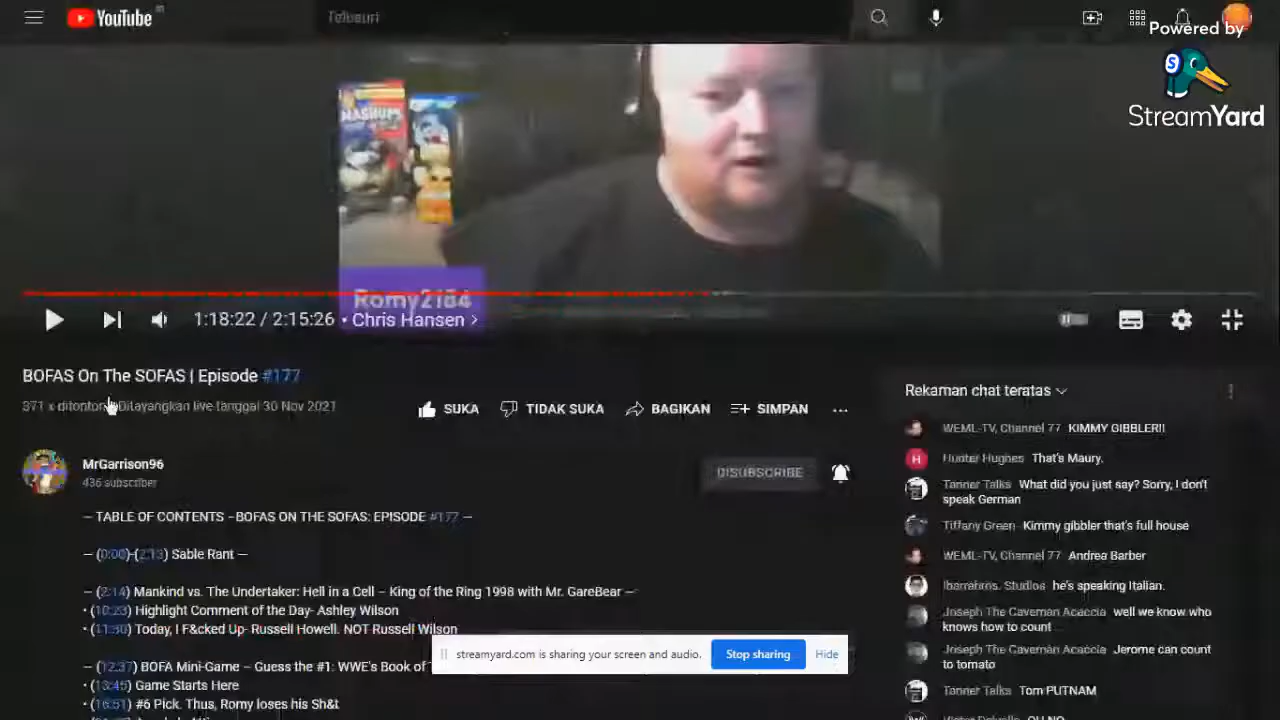 YouTube
ID
Telusuri
Powered by
StreamYard
MASHUPS
Romy2184
1:18:22 / 2:15:26 • Chris Hansen >
BOFAS On The SOFAS | Episode #177
371 x ditonton Ditayangkan live tanggal 30 Nov 2021
SUKA
TIDAK SUKA
BAGIKAN
SIMPAN
MrGarrison96
436 subscriber
DISUBSCRIBE
– TABLE OF CONTENTS – BOFAS ON THE SOFAS: EPISODE #177 –
– (0:00)-(2:13) Sable Rant –
– (2:14) Mankind vs. The Undertaker: Hell in a Cell – King of the Ring 1998 with Mr. GareBear –
• (10:23) Highlight Comment of the Day- Ashley Wilson
• (11:30) Today, I F&cked Up- Russell Howell. NOT Russell Wilson
– (12:37) BOFA Mini-Game – Guess the #1: WWE's Book of
• (13:45) Game Starts Here
• (16:51) #6 Pick. Thus, Romy loses his Sh&t
streamyard.com is sharing your screen and audio.
Stop sharing
Hide
Rekaman chat teratas
WEML-TV, Channel 77 KIMMY GIBBLER!!
H
Hunter Hughes That's Maury.
Tanner Talks What did you just say? Sorry, I don't
speak German
Tiffany Green Kimmy gibbler that's full house
WEML-TV, Channel 77 Andrea Barber
Studios he's speaking Italian.
Joseph The Caveman Acaccia well we know who
knows how to count
Joseph The Caveman Acaccia Jerome can count
to tomato
Tanner Talks Tom PUTNAM
OH NO